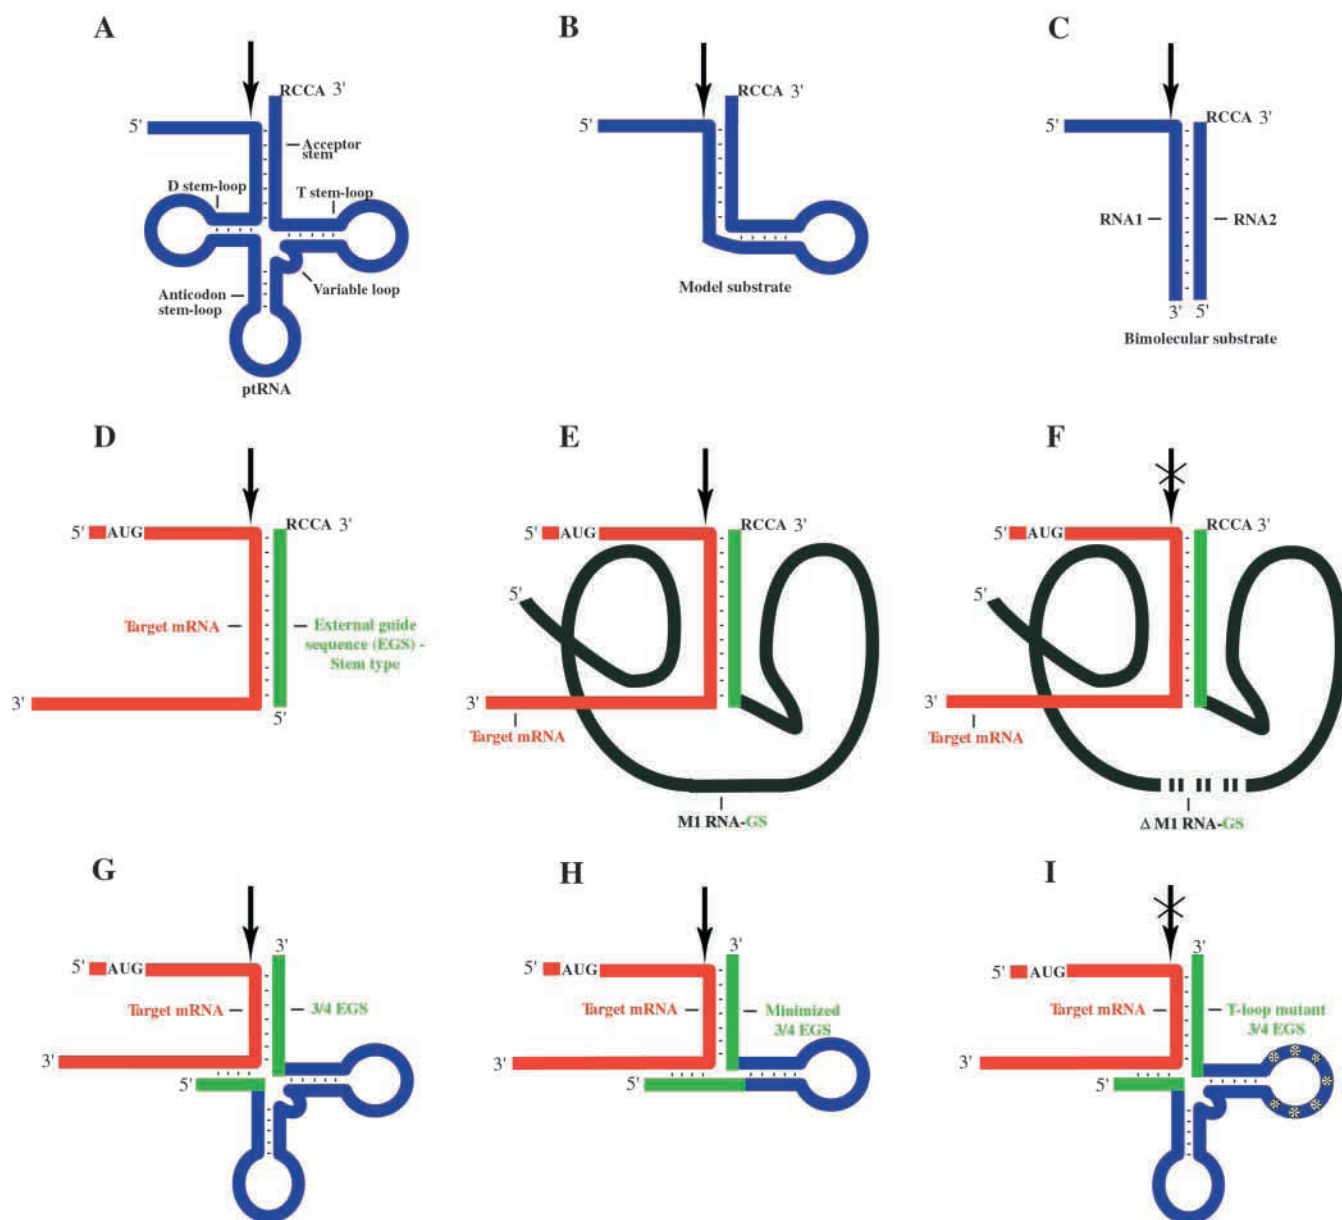 A
B
C
RCCA 3'
RCCA 3'
RCCA 3'
5'
5'
5'
Acceptor
stem
D stem-loop
T stem-loop
RNA1
RNA2
Anticodon
stem-loop
Variable loop
Model substrate
3'
5'
Bimolecular substrate
ptRNA
D
E
F
5'
AUG
RCCA 3'
5'
AUG
RCCA 3'
5'
AUG
RCCA 3'
5'
5'
Target mRNA
External guide
sequence (EGS) -
Stem type
3'
5'
3'
3'
Target mRNA
Target mRNA
M1 RNA-GS
Δ M1 RNA-GS
G
H
I
3'
3'
3'
5'
AUG
5'
AUG
5'
AUG
Target mRNA
3/4 EGS
Target mRNA
Minimized
3/4 EGS
Target mRNA
T-loop mutant
3/4 EGS
3'
3'
3'
5'
5'
5'